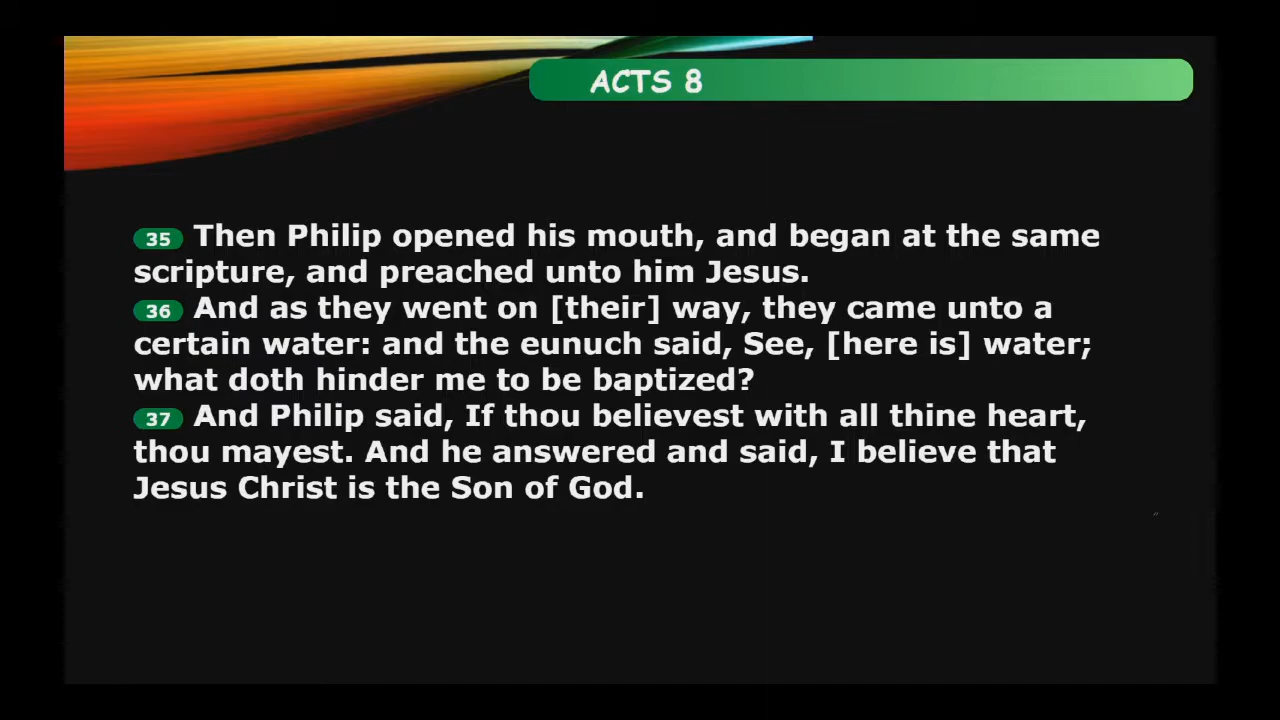 ACTS 8
35 Then Philip opened his mouth, and began at the same
scripture, and preached unto him Jesus.
36 And as they went on [their] way, they came unto a
certain water: and the eunuch said, See, [here is] water;
what doth hinder me to be baptized?
37 And Philip said, If thou believest with all thine heart,
thou mayest. And he answered and said, I believe that
Jesus Christ is the Son of God.